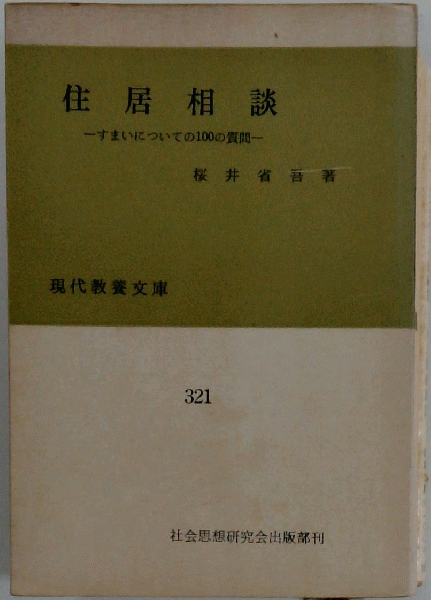 住居相談
―すまいについての100の質問―
桜井省吾著
現代教養文庫
321
社会思想研究会出版部刊